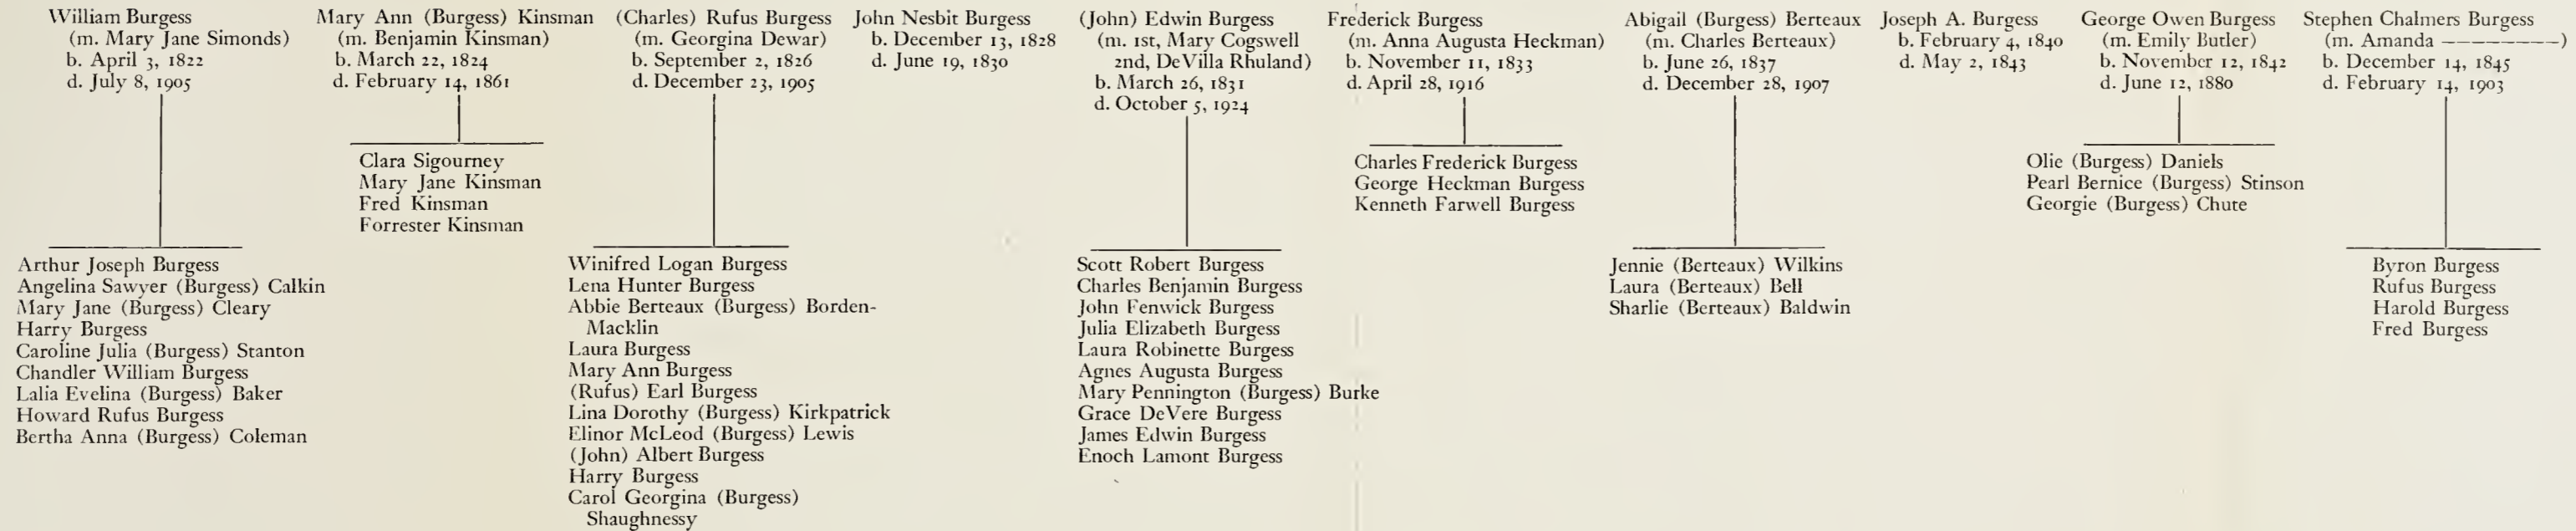 William Burgess
(m. Mary Jane Simonds)
b. April 3, 1822
d. July 8, 1905
Arthur Joseph Burgess
Angelina Sawyer (Burgess) Calkin
Mary Jane (Burgess) Cleary
Harry Burgess
Caroline Julia (Burgess) Stanton
Chandler William Burgess
Lalia Evelina (Burgess) Baker
Howard Rufus Burgess
Bertha Anna (Burgess) Coleman
Mary Ann (Burgess) Kinsman
(m. Benjamin Kinsman)
b. March 22, 1824
d. February 14, 1861
Clara Sigourney
Mary Jane Kinsman
Fred Kinsman
Forrester Kinsman
(Charles) Rufus Burgess
(m. Georgina Dewar)
b. September 2, 1826
d. December 23, 1905
Winifred Logan Burgess
Lena Hunter Burgess
Abbie Berteaux (Burgess) Borden-
Macklin
Laura Burgess
Mary Ann Burgess
(Rufus) Earl Burgess
Lina Dorothy (Burgess) Kirkpatrick
Elinor McLeod (Burgess) Lewis
(John) Albert Burgess
Harry Burgess
Carol Georgina (Burgess)
Shaughnessy
John Nesbit Burgess
b. December 13, 1828
d. June 19, 1830
(John) Edwin Burgess
(m. 1st, Mary Cogswell
2nd, DeVilla Rhuland)
b. March 26, 1831
d. October 5, 1924
Scott Robert Burgess
Charles Benjamin Burgess
John Fenwick Burgess
Julia Elizabeth Burgess
Laura Robinette Burgess
Agnes Augusta Burgess
Mary Pennington (Burgess) Burke
Grace DeVere Burgess
James Edwin Burgess
Enoch Lamont Burgess
Frederick Burgess
(m. Anna Augusta Heckman)
b. November 11, 1833
d. April 28, 1916
Charles Frederick Burgess
George Heckman Burgess
Kenneth Farwell Burgess
Abigail (Burgess) Berteaux
(m. Charles Berteaux)
b. June 26, 1837
d. December 28, 1907
Jennie (Berteaux) Wilkins
Laura (Berteaux) Bell
Sharlie (Berteaux) Baldwin
Joseph A. Burgess
b. February 4, 1840
d. May 2, 1843
George Owen Burgess
(m. Emily Butler)
b. November 12, 1842
d. June 12, 1880
Olie (Burgess) Daniels
Pearl Bernice (Burgess) Stinson
Georgie (Burgess) Chute
Stephen Chalmers Burgess
(m. Amanda ————)
b. December 14, 1845
d. February 14, 1903
Byron Burgess
Rufus Burgess
Harold Burgess
Fred Burgess